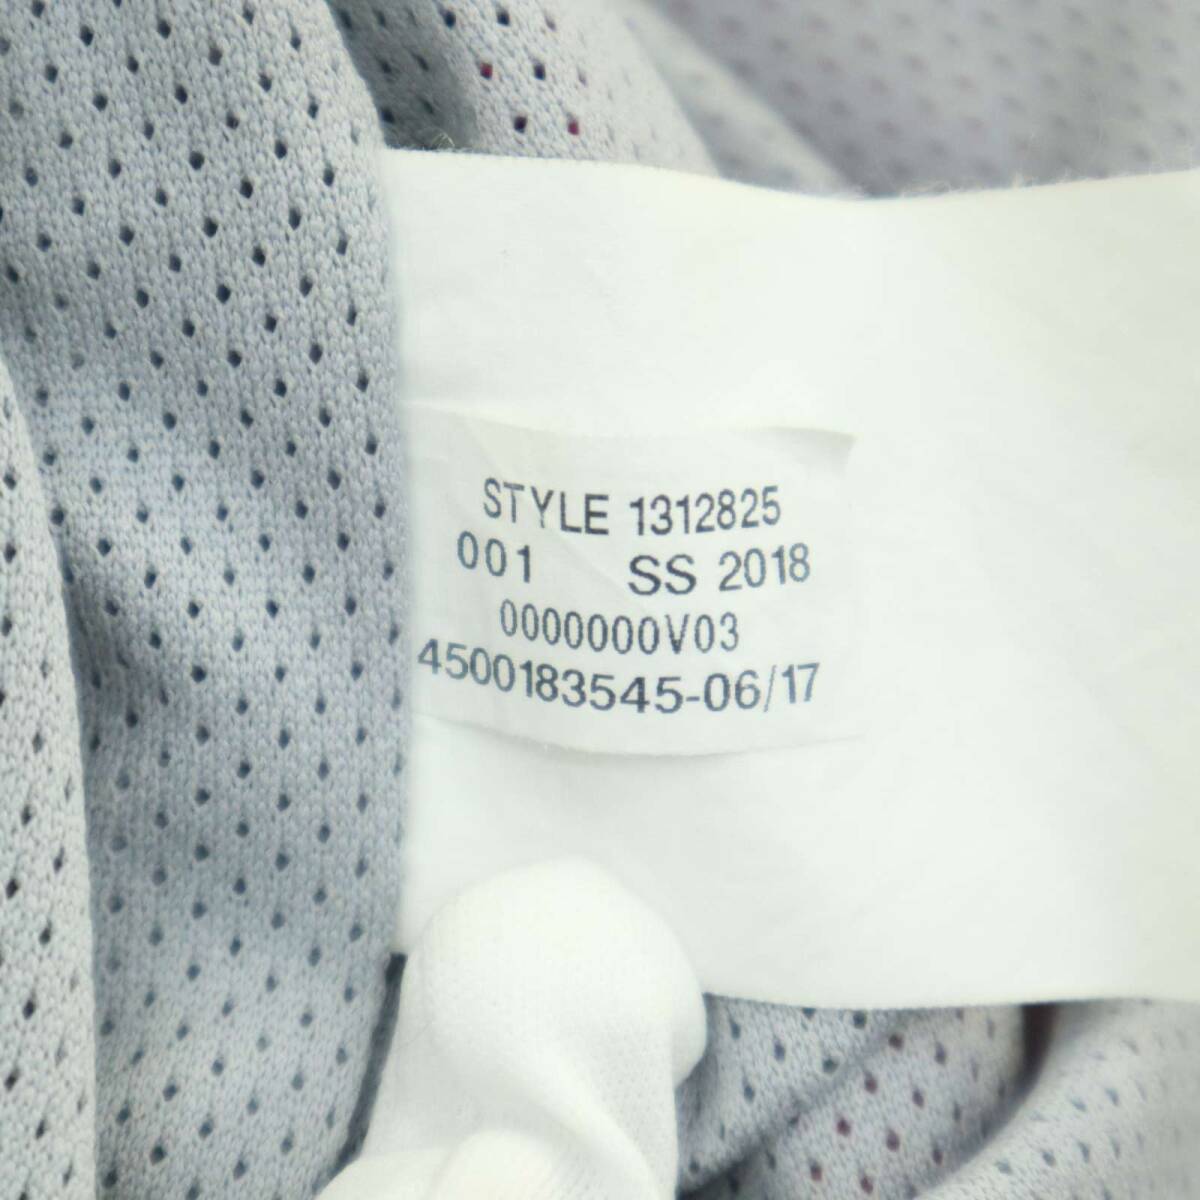 STYLE 1312825
001 SS 2018
0000000V03
4500183545-06/17